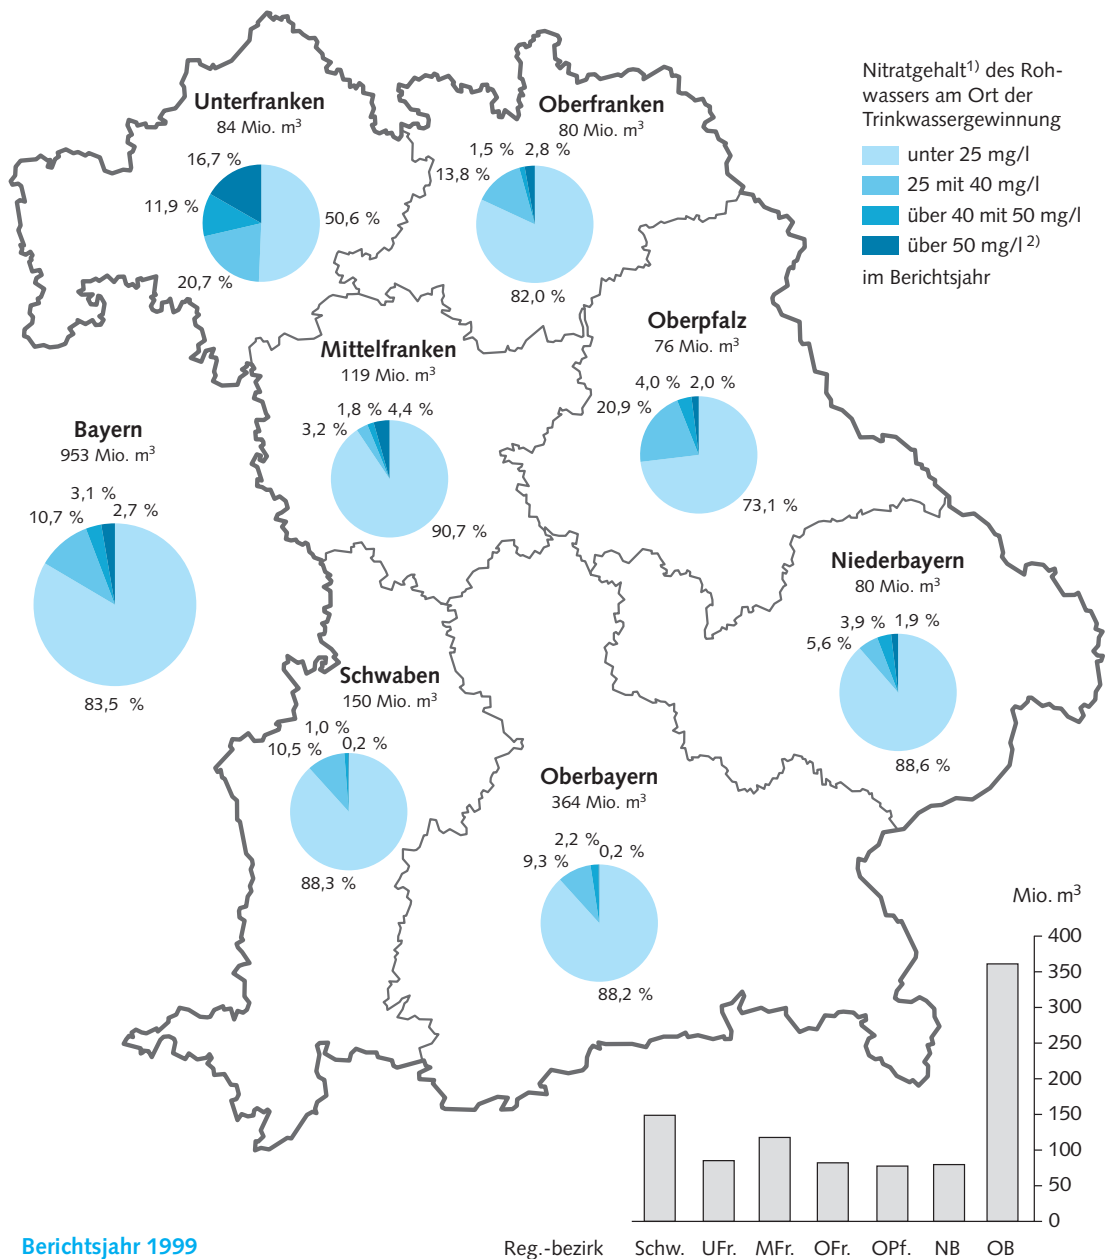 Unterfranken
84 Mio. m³
16,7 %
11,9 %
50,6 %
20,7 %
Oberfranken
80 Mio. m³
1,5 %
2,8 %
13,8 %
82,0 %
Nitratgehalt¹⁾ des Roh-
wassers am Ort der
Trinkwassergewinnung
unter 25 mg/l
25 mit 40 mg/l
über 40 mit 50 mg/l
über 50 mg/l ²⁾
im Berichtsjahr
Mittelfranken
119 Mio. m³
1,8 %
4,4 %
3,2 %
90,7 %
Oberpfalz
76 Mio. m³
4,0 %
2,0 %
20,9 %
73,1 %
Bayern
953 Mio. m³
3,1 %
10,7 %
2,7 %
83,5 %
Niederbayern
80 Mio. m³
3,9 %
1,9 %
5,6 %
88,6 %
Schwaben
150 Mio. m³
1,0 %
10,5 %
0,2 %
88,3 %
Oberbayern
364 Mio. m³
2,2 %
0,2 %
9,3 %
88,2 %
Mio. m³
400
350
300
250
200
150
100
50
0
Reg.-bezirk
Schw.
UFr.
MFr.
OFr.
OPf.
NB
OB
Berichtsjahr 1999